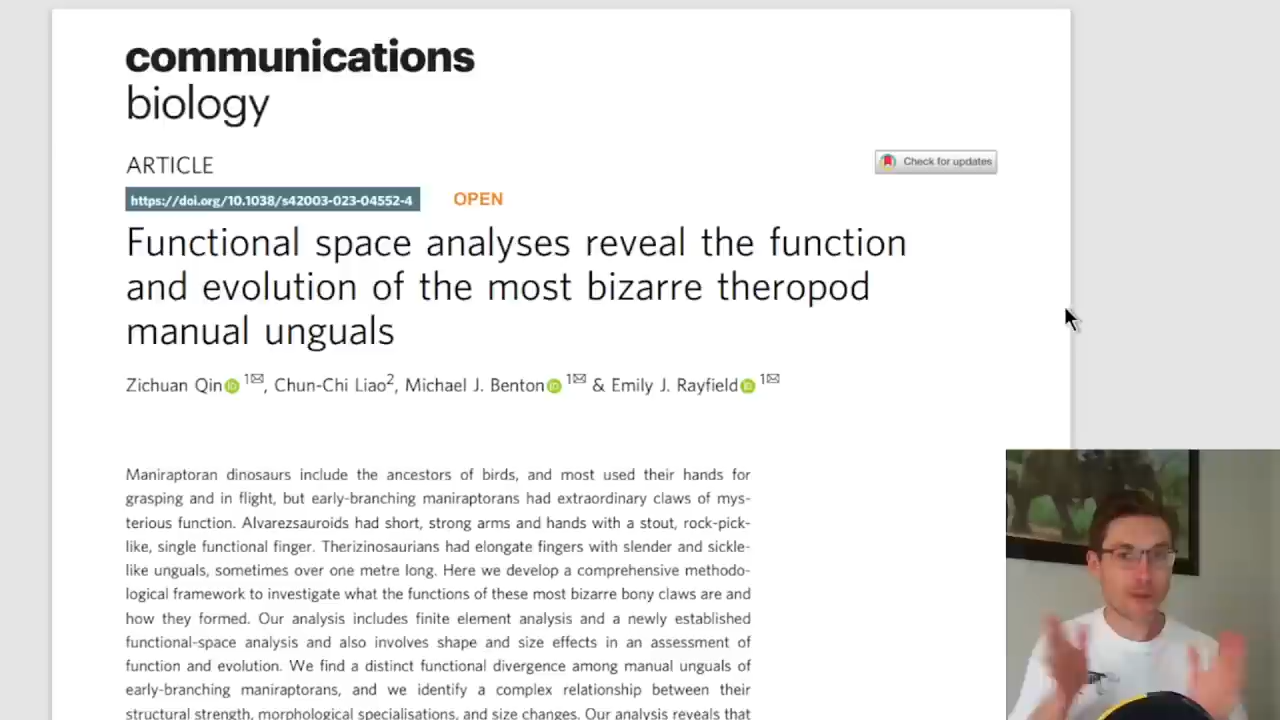 communications
biology
ARTICLE
Check for updates
https://doi.org/10.1038/s42003-023-04552-4 OPEN
Functional space analyses reveal the function
and evolution of the most bizarre theropod
manual unguals
Zichuan Qin 1✉, Chun-Chi Liao2, Michael J. Benton 1✉ & Emily J. Rayfield 1✉
Maniraptoran dinosaurs include the ancestors of birds, and most used their hands for
grasping and in flight, but early-branching maniraptorans had extraordinary claws of mys-
terious function. Alvarezsauroids had short, strong arms and hands with a stout, rock-pick-
like, single functional finger. Therizinosaurians had elongate fingers with slender and sickle-
like unguals, sometimes over one metre long. Here we develop a comprehensive methodo-
logical framework to investigate what the functions of these most bizarre bony claws are and
how they formed. Our analysis includes finite element analysis and a newly established
functional-space analysis and also involves shape and size effects in an assessment of
function and evolution. We find a distinct functional divergence among manual unguals of
early-branching maniraptorans, and we identify a complex relationship between their
structural strength, morphological specialisations, and size changes. Our analysis reveals that